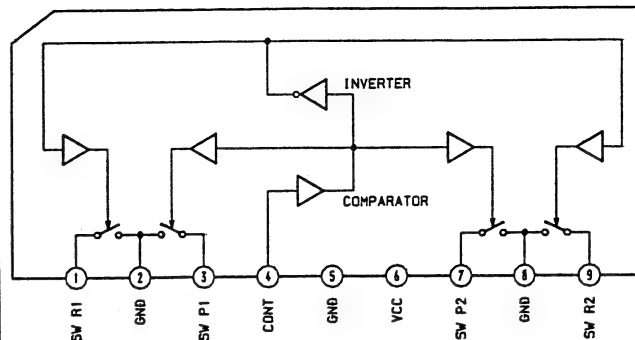 INVERTER
COMPARATOR
1 2 3 4 5 6 7 8 9
SW R1
GND
SW P1
CONT
GND
VCC
SW P2
GND
SW R2